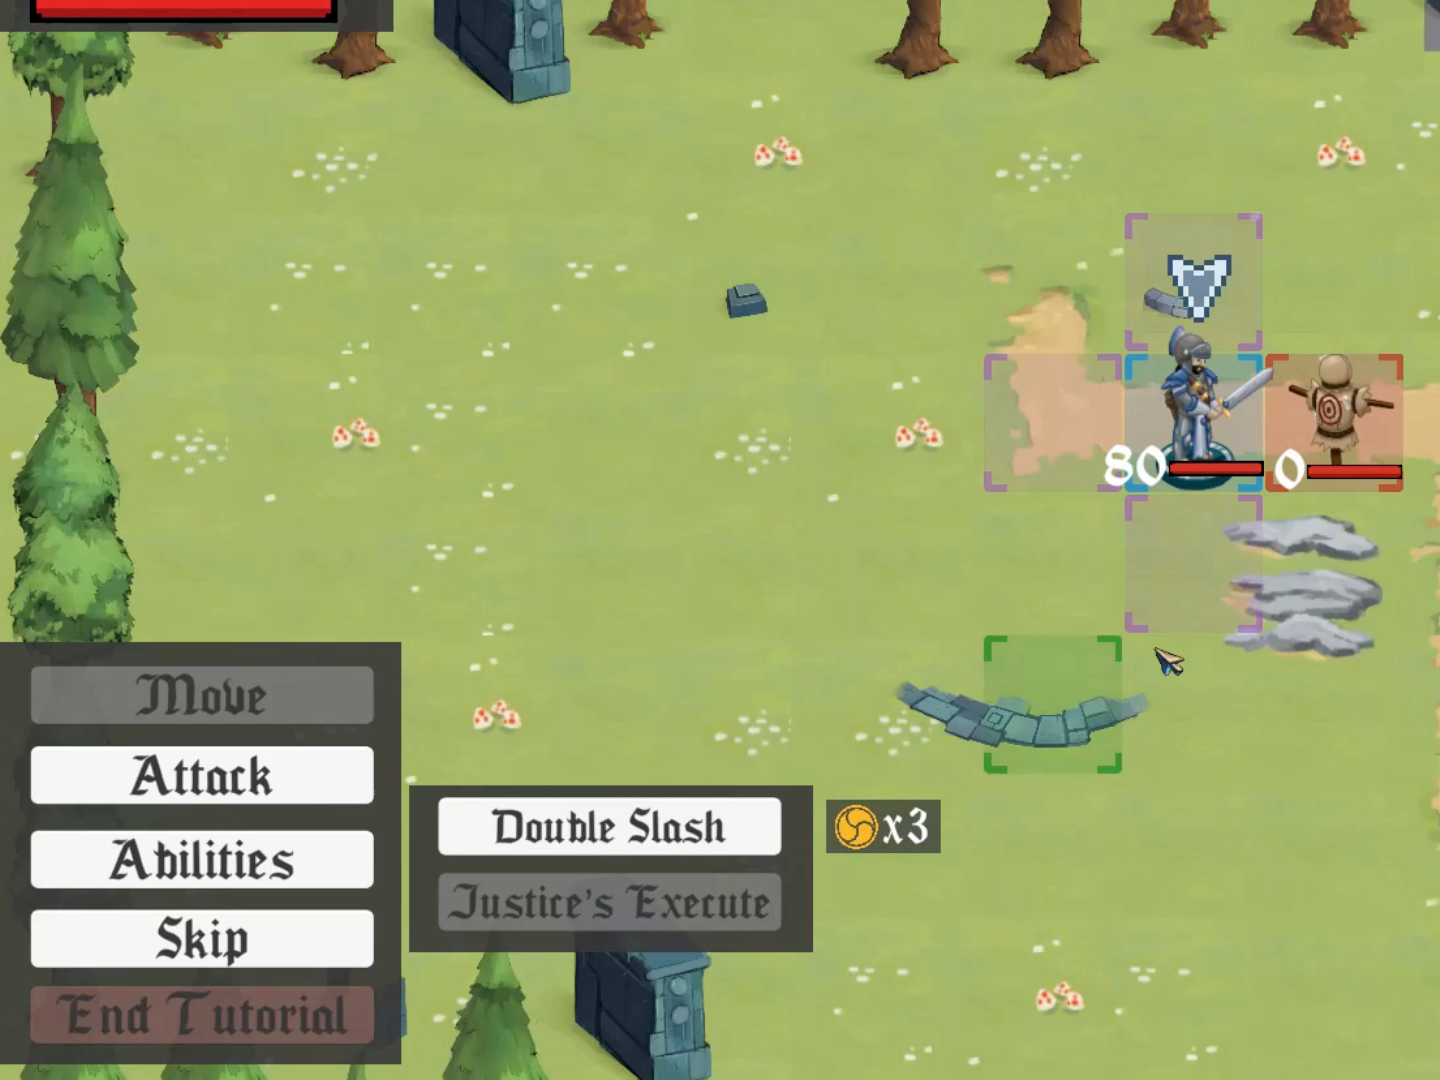 80
0
Move
Attack
Abilities
Skip
End Tutorial
Double Slash
Justice's Execute
x3